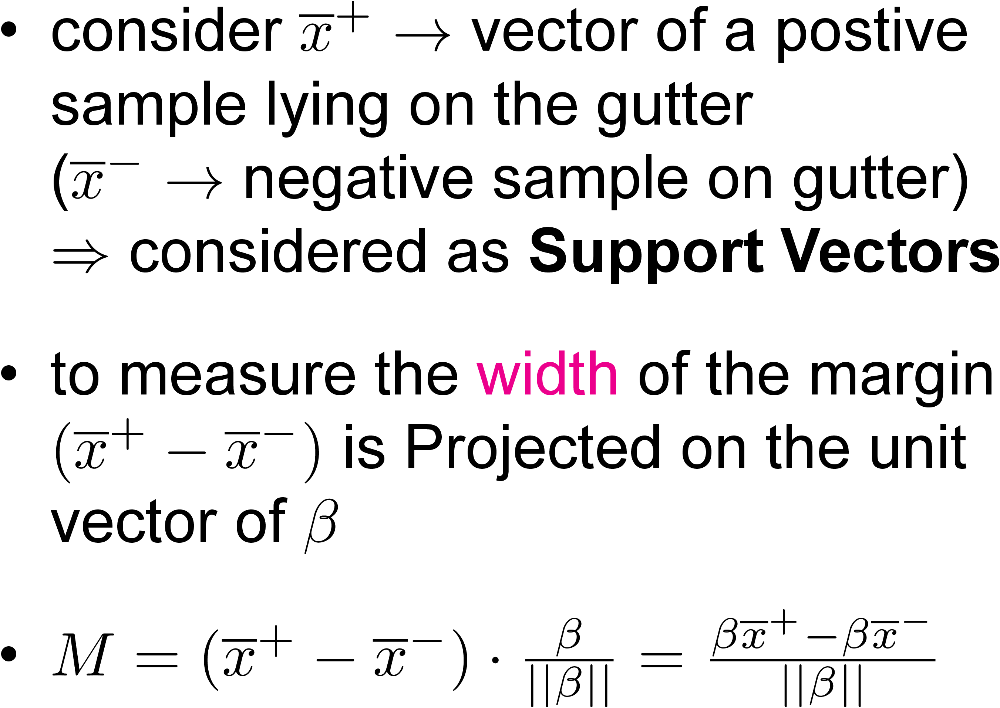 • consider $\overline{x}^{+} \rightarrow$ vector of a postive
sample lying on the gutter
($\overline{x}^{-} \rightarrow$ negative sample on gutter)
$\Rightarrow$ considered as Support Vectors
• to measure the width of the margin
$(\overline{x}^{+} - \overline{x}^{-})$ is Projected on the unit
vector of $\beta$
• $M = (\overline{x}^{+} - \overline{x}^{-}) \cdot \frac{\beta}{||\beta||} = \frac{\beta\overline{x}^{+} - \beta\overline{x}^{-}}{||\beta||}$